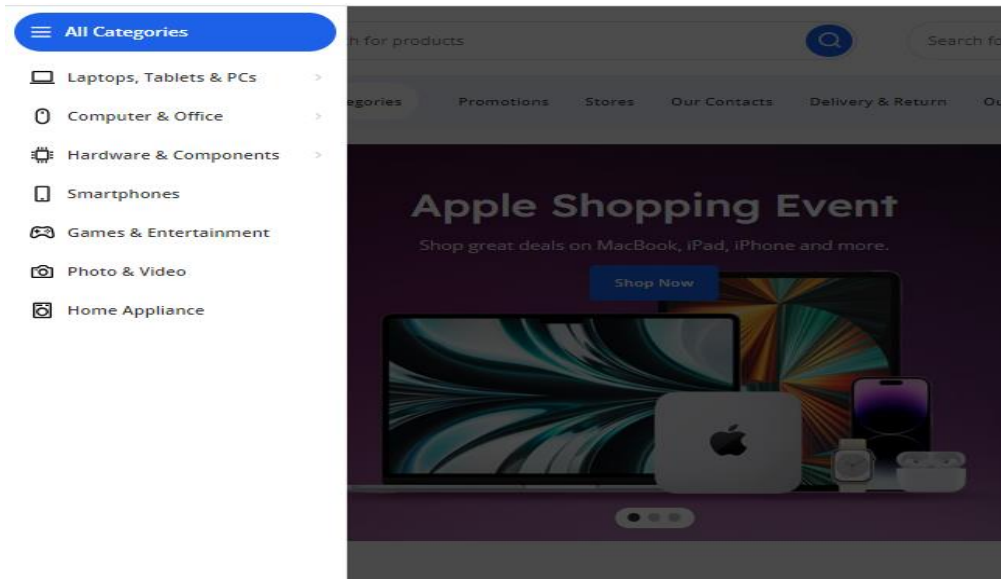 All Categories
Laptops, Tablets & PCs
Computer & Office
Hardware & Components
Smartphones
Games & Entertainment
Photo & Video
Home Appliance
for products
Search
Promotions Stores Our Contacts Delivery & Return
Apple Shopping Event
Shop great deals on MacBook, iPad, iPhone and more.
Shop Now